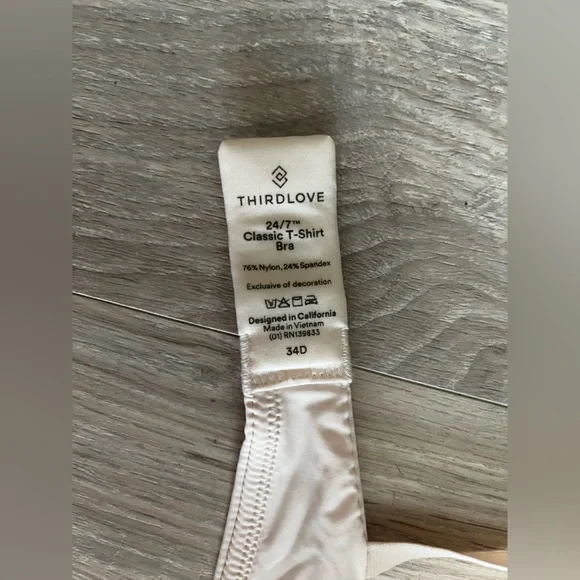 THIRDLOVE
24/7™
Classic T-Shirt
Bra
76% Nylon, 24% Spandex
Exclusive of decoration
Designed in California
Made in Vietnam
(01) RN139833
34D